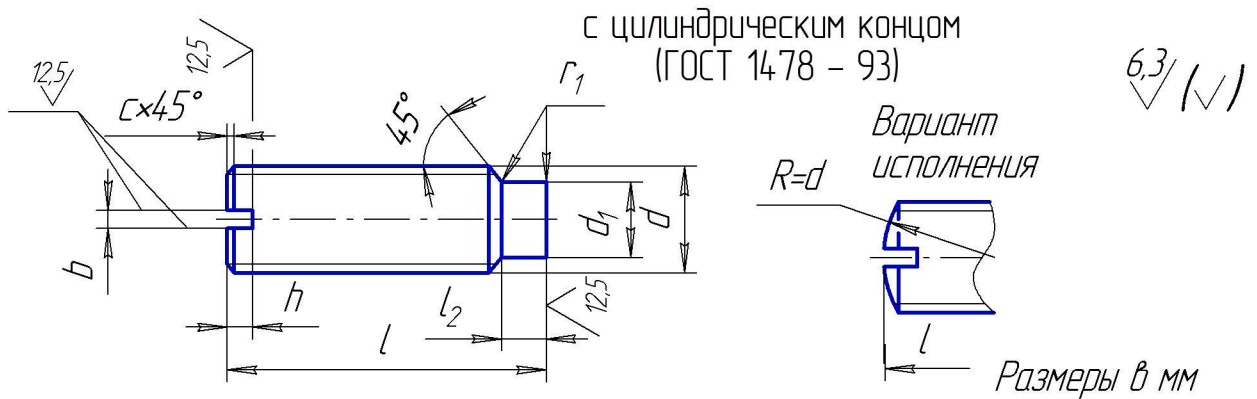 с цилиндрическим концом
(ГОСТ 1478 – 93)
12,5
12,5
c×45°
45°
r1
6,3
(√)
Вариант
исполнения
R=d
b
h
l2
l
d1
d
12,5
l
Размеры в мм